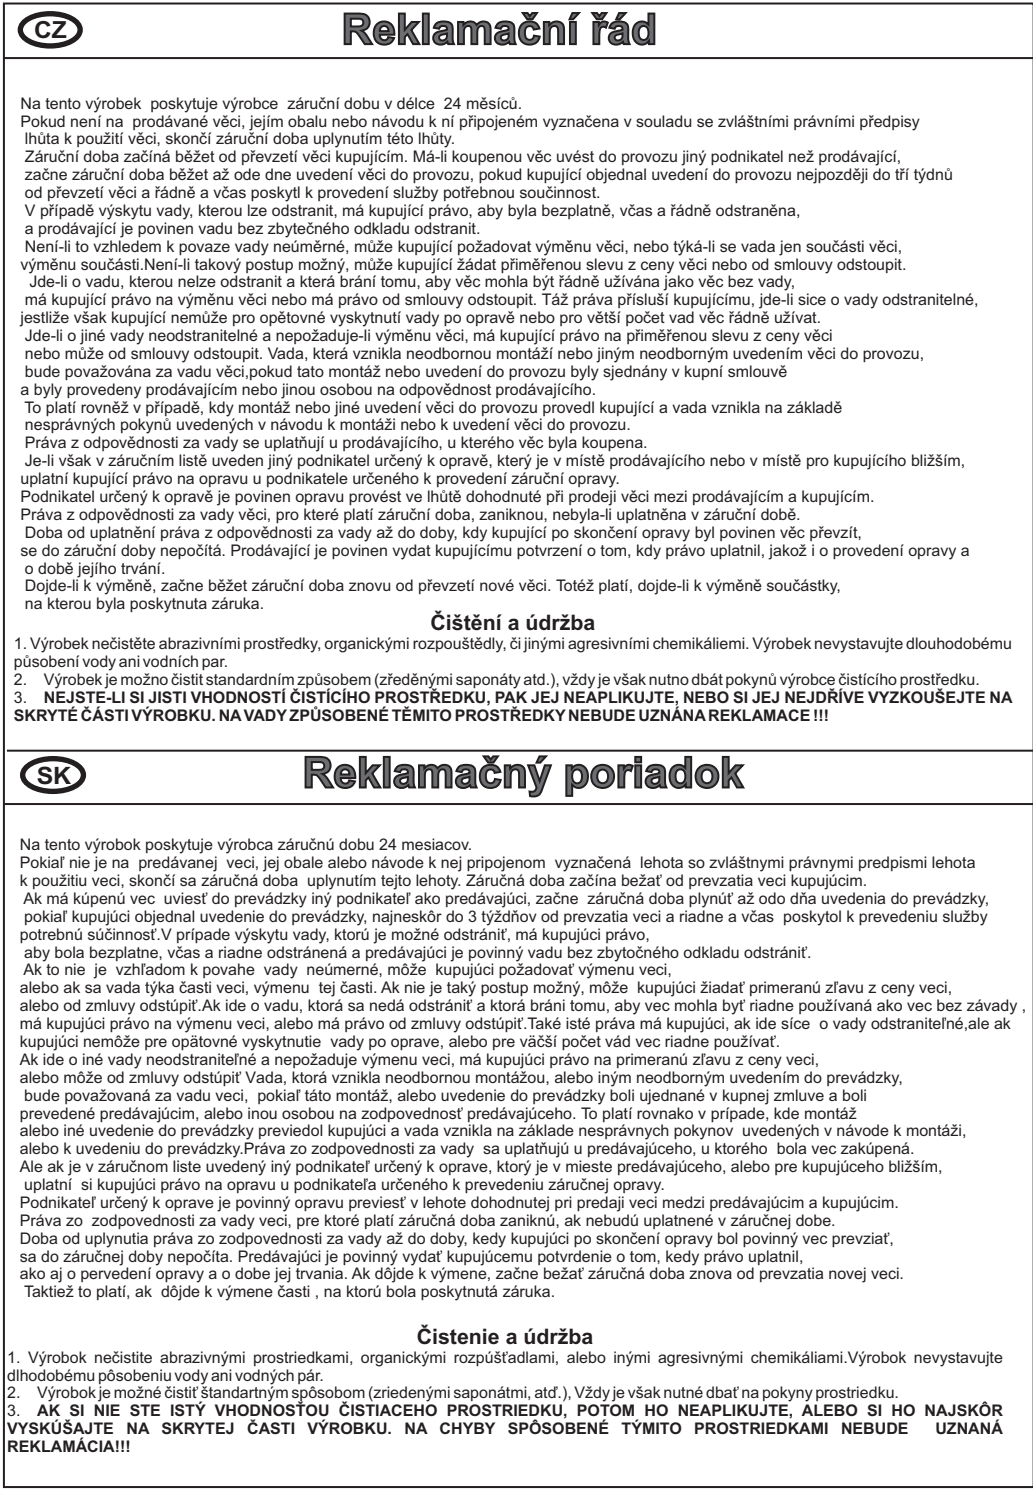 CZ
Reklamační řád
Na tento výrobek poskytuje výrobce záruční dobu v délce 24 měsíců.
Pokud není na prodávané věci, jejím obalu nebo návodu k ní připojeném vyznačena v souladu se zvláštními právními předpisy
lhůta k použití věci, skončí záruční doba uplynutím této lhůty.
Záruční doba začíná běžet od převzetí věci kupujícím. Má-li koupenou věc uvést do provozu jiný podnikatel než prodávající,
začne záruční doba běžet až ode dne uvedení věci do provozu, pokud kupující objednal uvedení do provozu nejpozději do tří týdnů
od převzetí věci a řádně a včas poskytl k provedení služby potřebnou součinnost.
V případě výskytu vady, kterou lze odstranit, má kupující právo, aby byla bezplatně, včas a řádně odstraněna,
a prodávající je povinen vadu bez zbytečného odkladu odstranit.
Není-li to vzhledem k povaze vady neúměrné, může kupující požadovat výměnu věci, nebo týká-li se vada jen součásti věci,
výměnu součásti.Není-li takový postup možný, může kupující žádat přiměřenou slevu z ceny věci nebo od smlouvy odstoupit.
Jde-li o vadu, kterou nelze odstranit a která brání tomu, aby věc mohla být řádně užívána jako věc bez vady,
má kupující právo na výměnu věci nebo má právo od smlouvy odstoupit. Táž práva přísluší kupujícímu, jde-li sice o vady odstranitelné,
jestliže však kupující nemůže pro opětovné vyskytnutí vady po opravě nebo pro větší počet vad věc řádně užívat.
Jde-li o jiné vady neodstranitelné a nepožaduje-li výměnu věci, má kupující právo na přiměřenou slevu z ceny věci
nebo může od smlouvy odstoupit. Vada, která vznikla neodbornou montáží nebo jiným neodborným uvedením věci do provozu,
bude považována za vadu věci,pokud tato montáž nebo uvedení do provozu byly sjednány v kupní smlouvě
a byly provedeny prodávajícím nebo jinou osobou na odpovědnost prodávajícího.
To platí rovněž v případě, kdy montáž nebo jiné uvedení věci do provozu provedl kupující a vada vznikla na základě
nesprávných pokynů uvedených v návodu k montáži nebo k uvedení věci do provozu.
Práva z odpovědnosti za vady se uplatňují u prodávajícího, u kterého věc byla koupena.
Je-li však v záručním listě uveden jiný podnikatel určený k opravě, který je v místě prodávajícího nebo v místě pro kupujícího bližším,
uplatní kupující právo na opravu u podnikatele určeného k provedení záruční opravy.
Podnikatel určený k opravě je povinen opravu provést ve lhůtě dohodnuté při prodeji věci mezi prodávajícím a kupujícím.
Práva z odpovědnosti za vady věci, pro které platí záruční doba, zaniknou, nebyla-li uplatněna v záruční době.
Doba od uplatnění práva z odpovědnosti za vady až do doby, kdy kupující po skončení opravy byl povinen věc převzít,
se do záruční doby nepočítá. Prodávající je povinen vydat kupujícímu potvrzení o tom, kdy právo uplatnil, jakož i o provedení opravy a
o době jejího trvání.
Dojde-li k výměně, začne běžet záruční doba znovu od převzetí nové věci. Totéž platí, dojde-li k výměně součástky,
na kterou byla poskytnuta záruka.
Čištění a údržba
1. Výrobek nečistěte abrazivními prostředky, organickými rozpouštědly, či jinými agresivními chemikáliemi. Výrobek nevystavujte dlouhodobému
působení vody ani vodních par.
2. Výrobek je možno čistit standardním způsobem (zředěnými saponáty atd.), vždy je však nutno dbát pokynů výrobce čistícího prostředku.
3. NEJSTE-LI SI JISTI VHODNOSTÍ ČISTÍCÍHO PROSTŘEDKU, PAK JEJ NEAPLIKUJTE, NEBO SI JEJ NEJDŘÍVE VYZKOUŠEJTE NA
SKRYTÉ ČÁSTI VÝROBKU. NA VADY ZPŮSOBENÉ TĚMITO PROSTŘEDKY NEBUDE UZNÁNA REKLAMACE !!!
SK
Reklamačný poriadok
Na tento výrobok poskytuje výrobca záručnú dobu 24 mesiacov.
Pokiaľ nie je na predávanej veci, jej obale alebo návode k nej pripojenom vyznačená lehota so zvláštnymi právnymi predpismi lehota
k použitiu veci, skončí sa záručná doba uplynutím tejto lehoty. Záručná doba začína bežať od prevzatia veci kupujúcim.
Ak má kúpenú vec uviesť do prevádzky iný podnikateľ ako predávajúci, začne záručná doba plynúť až odo dňa uvedenia do prevádzky,
pokiaľ kupujúci objednal uvedenie do prevádzky, najneskôr do 3 týždňov od prevzatia veci a riadne a včas poskytol k prevedeniu služby
potrebnú súčinnosť.V prípade výskytu vady, ktorú je možné odstrániť, má kupujúci právo,
aby bola bezplatne, včas a riadne odstránená a predávajúci je povinný vadu bez zbytočného odkladu odstrániť.
Ak to nie je vzhľadom k povahe vady neúmerné, môže kupujúci požadovať výmenu veci,
alebo ak sa vada týka časti veci, výmenu tej časti. Ak nie je taký postup možný, môže kupujúci žiadať primeranú zľavu z ceny veci,
alebo od zmluvy odstúpiť.Ak ide o vadu, ktorá sa nedá odstrániť a ktorá bráni tomu, aby vec mohla byť riadne používaná ako vec bez závady ,
má kupujúci právo na výmenu veci, alebo má právo od zmluvy odstúpiť.Také isté práva má kupujúci, ak ide síce o vady odstraniteľné,ale ak
kupujúci nemôže pre opätovné vyskytnutie vady po oprave, alebo pre väčší počet vád vec riadne používať.
Ak ide o iné vady neodstraniteľné a nepožaduje výmenu veci, má kupujúci právo na primeranú zľavu z ceny veci,
alebo môže od zmluvy odstúpiť Vada, ktorá vznikla neodbornou montážou, alebo iným neodborným uvedením do prevádzky,
bude považovaná za vadu veci, pokiaľ táto montáž, alebo uvedenie do prevádzky boli ujednané v kupnej zmluve a boli
prevedené predávajúcim, alebo inou osobou na zodpovednosť predávajúceho. To platí rovnako v prípade, kde montáž
alebo iné uvedenie do prevádzky previedol kupujúci a vada vznikla na základe nesprávnych pokynov uvedených v návode k montáži,
alebo k uvedeniu do prevádzky.Práva zo zodpovednosti za vady sa uplatňujú u predávajúceho, u ktorého bola vec zakúpená.
Ale ak je v záručnom liste uvedený iný podnikateľ určený k oprave, ktorý je v mieste predávajúceho, alebo pre kupujúceho bližším,
uplatní si kupujúci právo na opravu u podnikateľa určeného k prevedeniu záručnej opravy.
Podnikateľ určený k oprave je povinný opravu previesť v lehote dohodnutej pri predaji veci medzi predávajúcim a kupujúcim.
Práva zo zodpovednosti za vady veci, pre ktoré platí záručná doba zaniknú, ak nebudú uplatnené v záručnej dobe.
Doba od uplynutia práva zo zodpovednosti za vady až do doby, kedy kupujúci po skončení opravy bol povinný vec prevziať,
sa do záručnej doby nepočíta. Predávajúci je povinný vydať kupujúcemu potvrdenie o tom, kedy právo uplatnil,
ako aj o pervedení opravy a o dobe jej trvania. Ak dôjde k výmene, začne bežať záručná doba znova od prevzatia novej veci.
Taktiež to platí, ak dôjde k výmene časti , na ktorú bola poskytnutá záruka.
Čistenie a údržba
1. Výrobok nečistite abrazivnými prostriedkami, organickými rozpúšťadlami, alebo inými agresivnými chemikáliami.Výrobok nevystavujte
dlhodobému pôsobeniu vody ani vodných pár.
2. Výrobok je možné čistiť štandartným spôsobom (zriedenými saponátmi, atď.), Vždy je však nutné dbať na pokyny prostriedku.
3. AK SI NIE STE ISTÝ VHODNOSŤOU ČISTIACEHO PROSTRIEDKU, POTOM HO NEAPLIKUJTE, ALEBO SI HO NAJSKÔR
VYSKÚŠAJTE NA SKRYTEJ ČASTI VÝROBKU. NA CHYBY SPÔSOBENÉ TÝMITO PROSTRIEDKAMI NEBUDE UZNANÁ
REKLAMÁCIA!!!